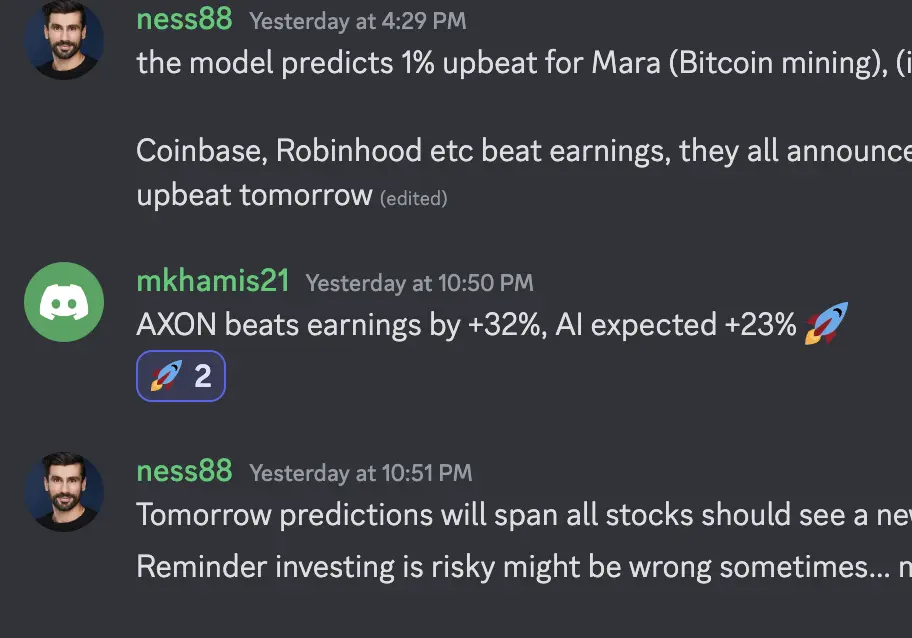 ness88 Yesterday at 4:29 PM
the model predicts 1% upbeat for Mara (Bitcoin mining),
Coinbase, Robinhood etc beat earnings, they all
upbeat tomorrow (edited)
mkhamis21 Yesterday at 10:50 PM
AXON beats earnings by +32%, AI expected +23% 🚀
🚀 2
ness88 Yesterday at 10:51 PM
Tomorrow predictions will span all stocks should see a
Reminder investing is risky might be wrong sometimes...